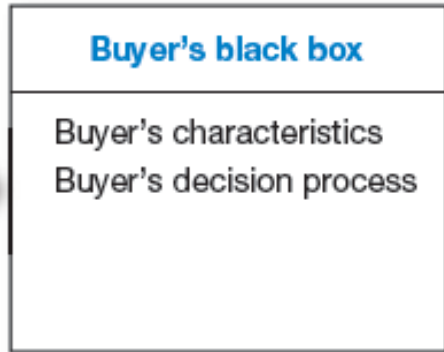 Buyer's black box
Buyer's characteristics
Buyer's decision process